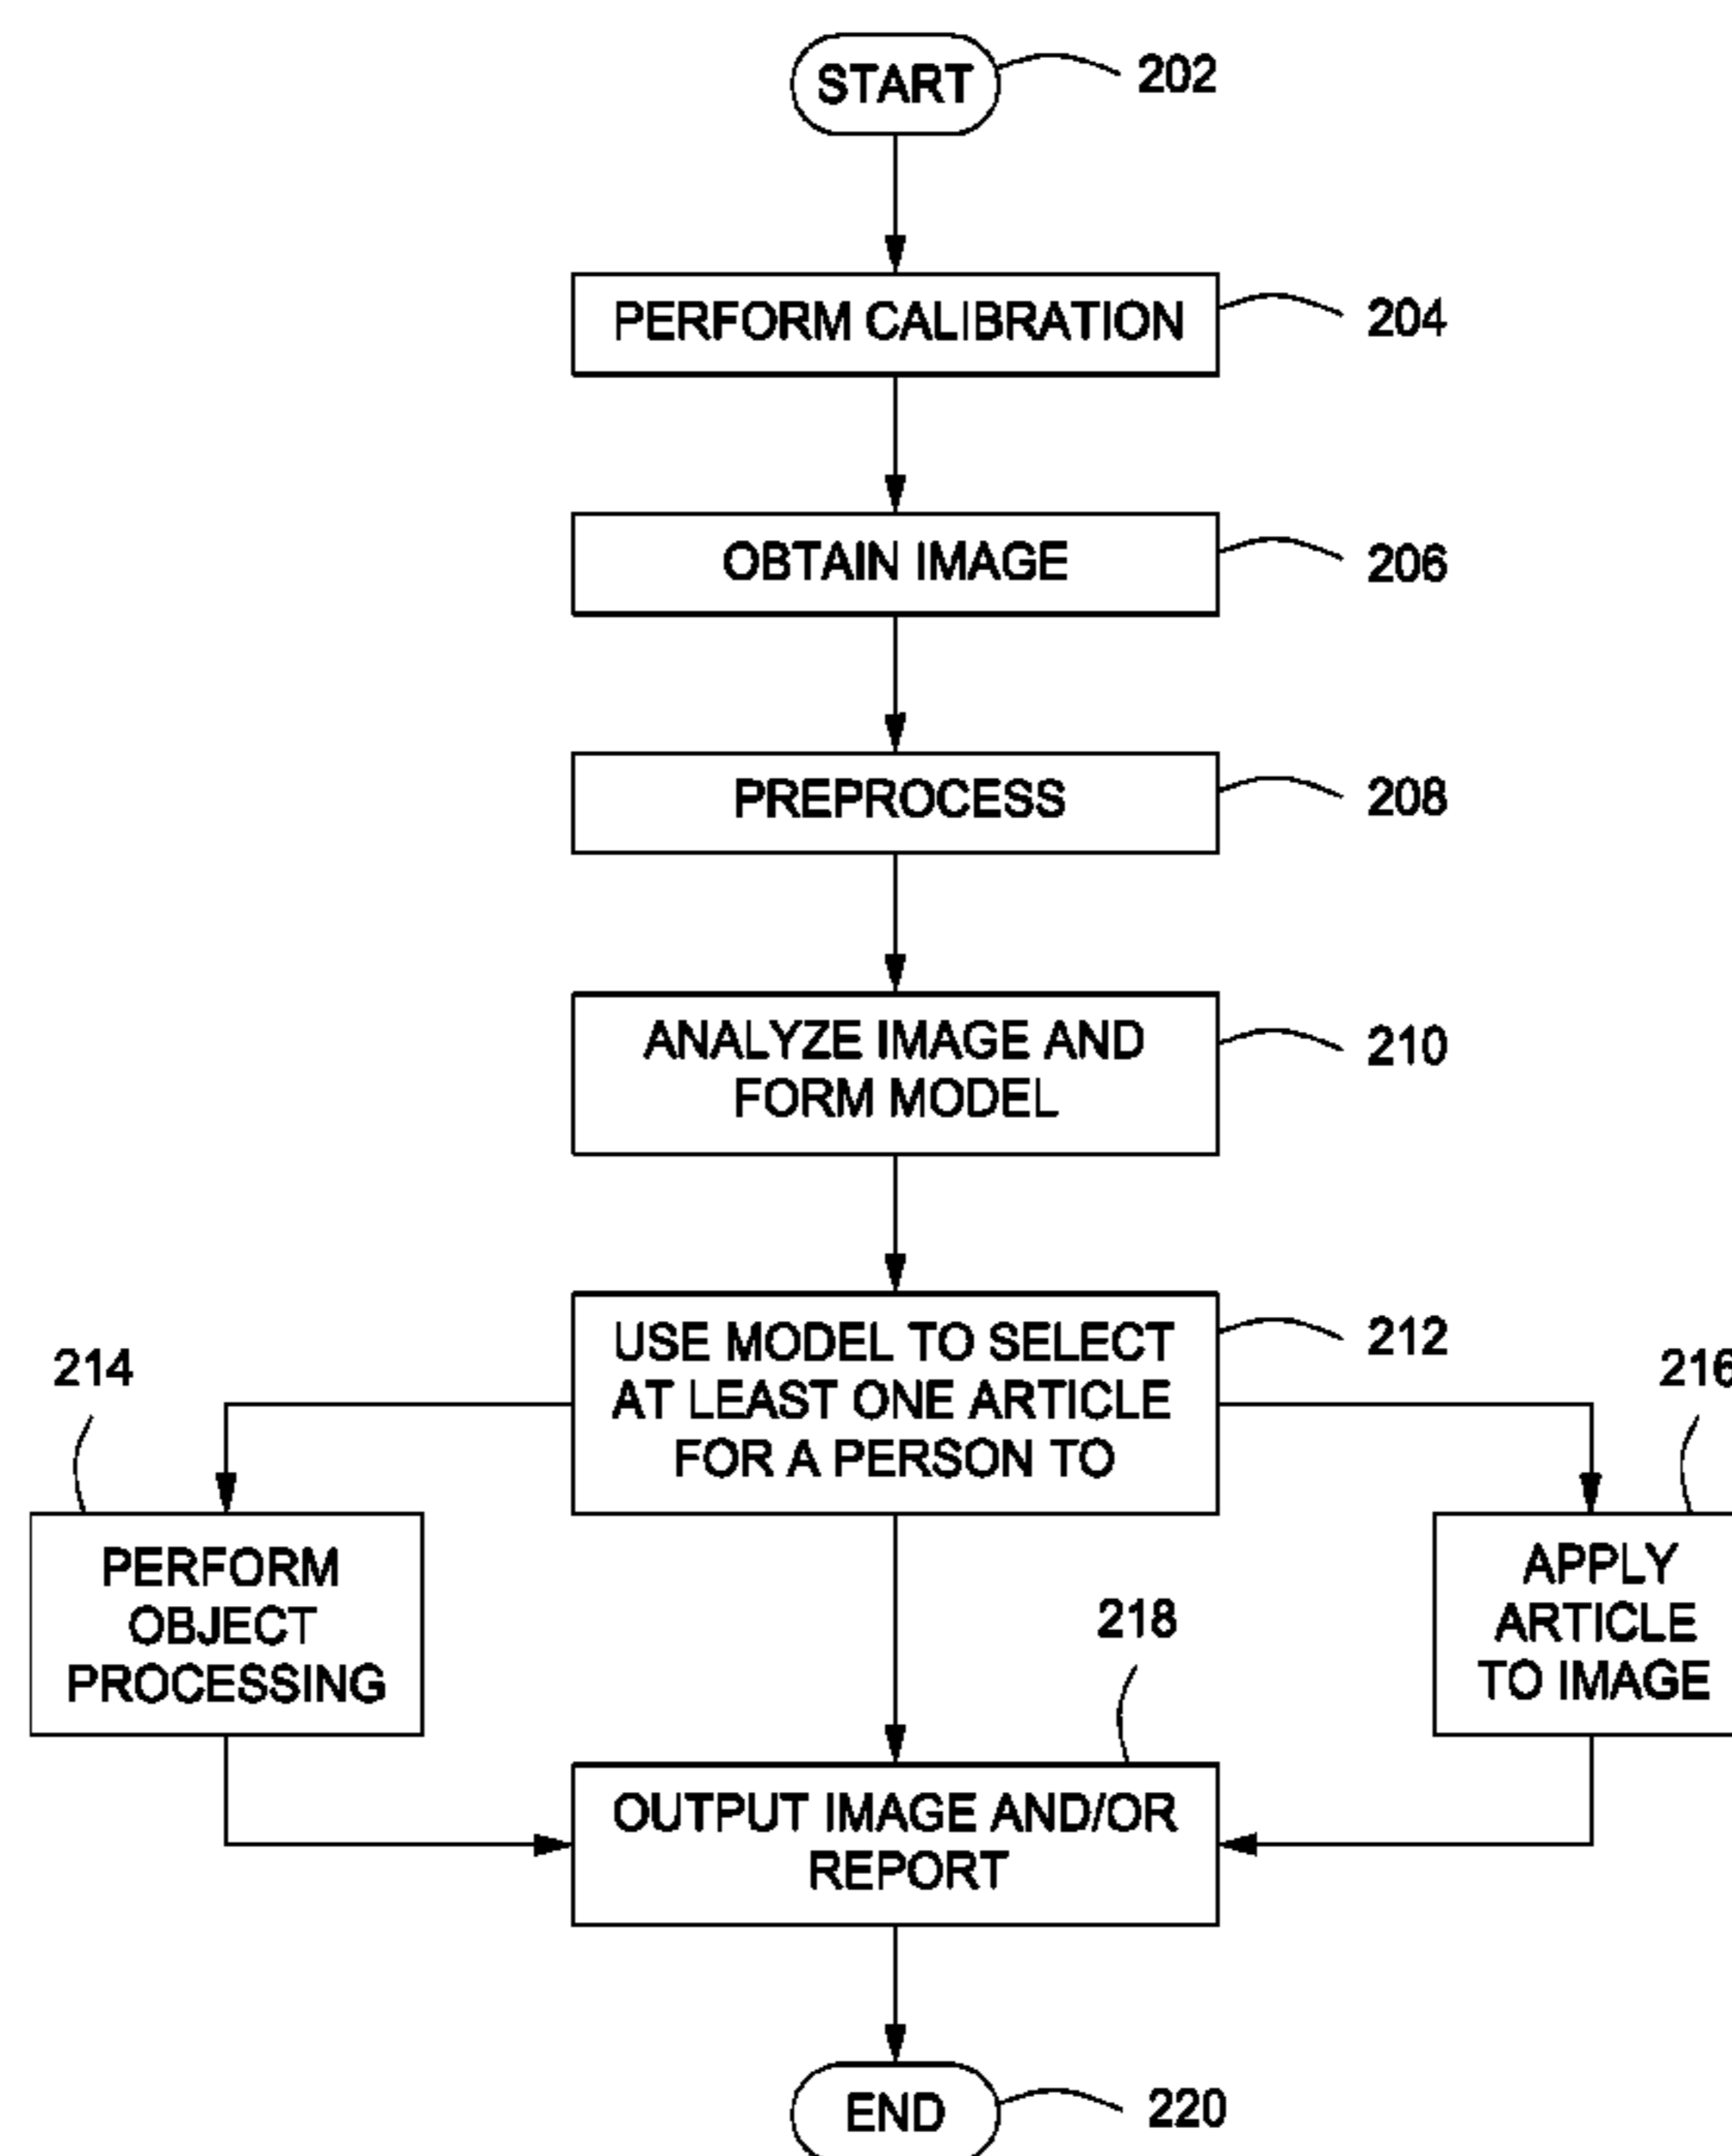 START
202
PERFORM CALIBRATION
204
OBTAIN IMAGE
206
PREPROCESS
208
ANALYZE IMAGE AND
FORM MODEL
210
USE MODEL TO SELECT
AT LEAST ONE ARTICLE
FOR A PERSON TO
212
214
216
PERFORM
OBJECT
PROCESSING
218
APPLY
ARTICLE
TO IMAGE
OUTPUT IMAGE AND/OR
REPORT
END
220